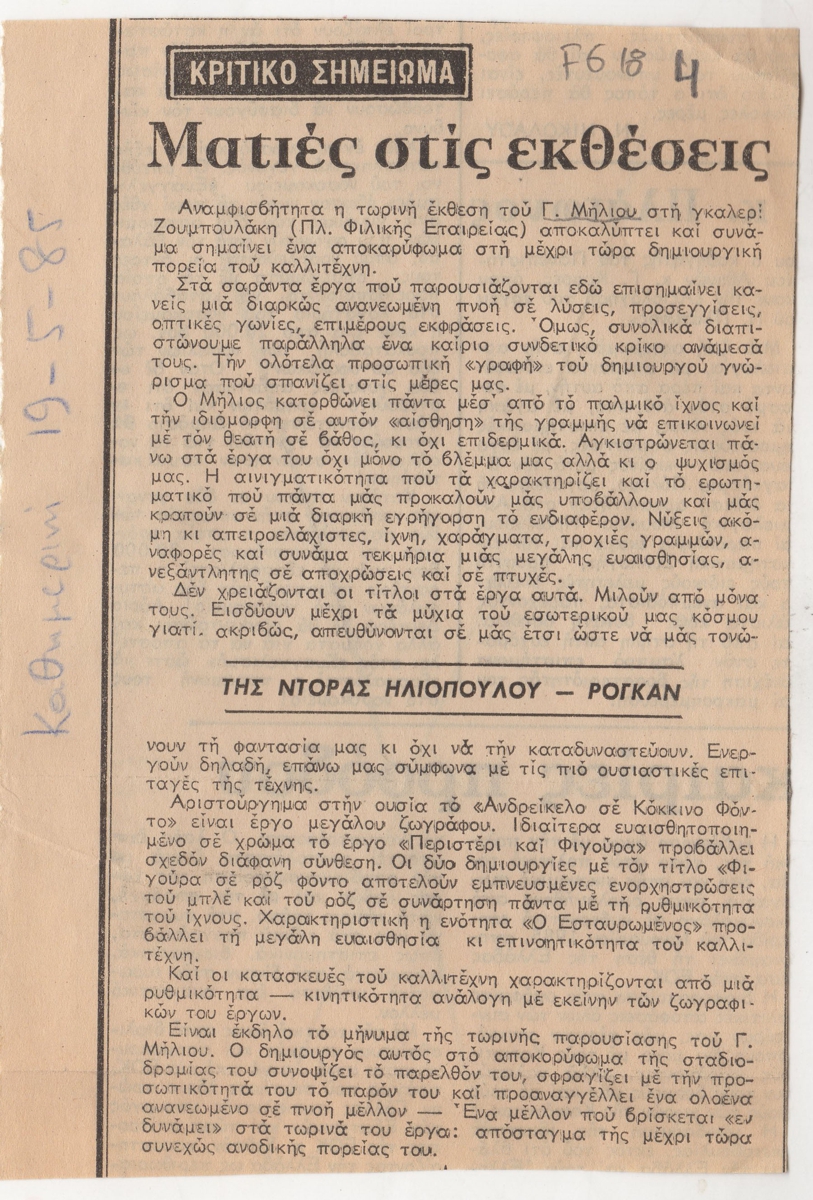 F6 18 4
ΚΡΙΤΙΚΟ ΣΗΜΕΙΩΜΑ
Ματιές στίς εκθέσεις
Αναμφισβήτητα η τωρινή έκθεση τού Γ. Μήλιου στή γκαλερί
Ζουμπουλάκη (Πλ. Φιλικής Εταιρείας) αποκαλύπτει καί συνά-
μα σημαίνει ένα αποκαρύφωμα στή μέχρι τώρα δημιουργική
πορεία τού καλλιτέχνη.
Στά σαράντα έργα πού παρουσιάζονται εδώ επισημαίνει κα-
νείς μιά διαρκώς ανανεωμένη πνοή σέ λύσεις, προσεγγίσεις,
οπτικές γωνίες, επιμέρους εκφράσεις. Όμως, συνολικά διαπι-
στώνουμε παράλληλα ένα καίριο συνδετικό κρίκο ανάμεσά
τους. Τήν ολότελα προσωπική «γραφή» τού δημιουργού γνώ-
ρισμα πού σπανίζει στίς μέρες μας.
Ο Μήλιος κατορθώνει πάντα μέσ' από τό παλμικό ίχνος καί
τήν ιδιόμορφη σέ αυτόν «αίσθηση» τής γραμμής νά επικοινωνεί
μέ τόν θεατή σέ βάθος, κι όχι επιδερμικά. Αγκιστρώνεται πά-
νω στά έργα του όχι μόνο τό βλέμμα μας αλλά κι ο ψυχισμός
μας. Η αινιγματικότητα πού τά χαρακτηρίζει καί τό ερωτη-
ματικό πού πάντα μάς προκαλούν μάς υποβάλλουν καί μάς
κρατούν σέ μιά διαρκή εγρήγορση τό ενδιαφέρον. Νύξεις ακό-
μη κι απειροελάχιστες, ίχνη, χαράγματα, τροχιές γραμμών, α-
ναφορές καί συνάμα τεκμήρια μιάς μεγάλης ευαισθησίας, α-
νεξάντλητης σέ αποχρώσεις καί σέ πτυχές.
Δέν χρειάζονται οι τίτλοι στά έργα αυτά. Μιλούν από μόνα
τους. Εισδύουν μέχρι τά μύχια τού εσωτερικού μας κόσμου
γιατί. ακριβώς, απευθύνονται σέ μάς έτσι ώστε νά μάς τονώ-
ΤΗΣ ΝΤΟΡΑΣ ΗΛΙΟΠΟΥΛΟΥ — ΡΟΓΚΑΝ
νουν τή φαντασία μας κι όχι νά τήν καταδυναστεύουν. Ενερ-
γούν δηλαδή, επάνω μας σύμφωνα μέ τίς πιό ουσιαστικές επι-
ταγές τής τέχνης.
Αριστούργημα στήν ουσία τό «Ανδρείκελο σέ Κόκκινο Φόν-
το» είναι έργο μεγάλου ζωγράφου. Ιδιαίτερα ευαισθητοποιη-
μένο σέ χρώμα τό έργο «Περιστέρι καί Φιγούρα» προβάλλει
σχεδόν διάφανη σύνθεση. Οι δύο δημιουργίες μέ τόν τίτλο «Φι-
γούρα σέ ρόζ φόντο αποτελούν εμπνευσμένες ενορχηστρώσεις
τού μπλέ καί τού ρόζ σέ συνάρτηση πάντα μέ τή ρυθμικότητα
τού ίχνους. Χαρακτηριστική η ενότητα «Ο Εσταυρωμένος» προ-
βάλλει τή μεγάλη ευαισθησία κι επινοητικότητα τού καλλι-
τέχνη.
Καί οι κατασκευές τού καλλιτέχνη χαρακτηρίζονται από μιά
ρυθμικότητα — κινητικότητα ανάλογη μέ εκείνην τών ζωγραφι-
κών του έργων.
Είναι έκδηλο τό μήνυμα τής τωρινής παρουσίασης τού Γ.
Μήλιου. Ο δημιουργός αυτός στό αποκορύφωμα τής σταδιο-
δρομίας του συνοψίζει τό παρελθόν του, σφραγίζει μέ τήν προ-
σωπικότητά του τό παρόν του καί προαναγγέλλει ένα ολοένα
ανανεωμένο σέ πνοή μέλλον — Ένα μέλλον πού βρίσκεται «εν
δυνάμει» στά τωρινά του έργα: απόσταγμα τής μέχρι τώρα
συνεχώς ανοδικής πορείας του.
Καθημερινή 19-5-85